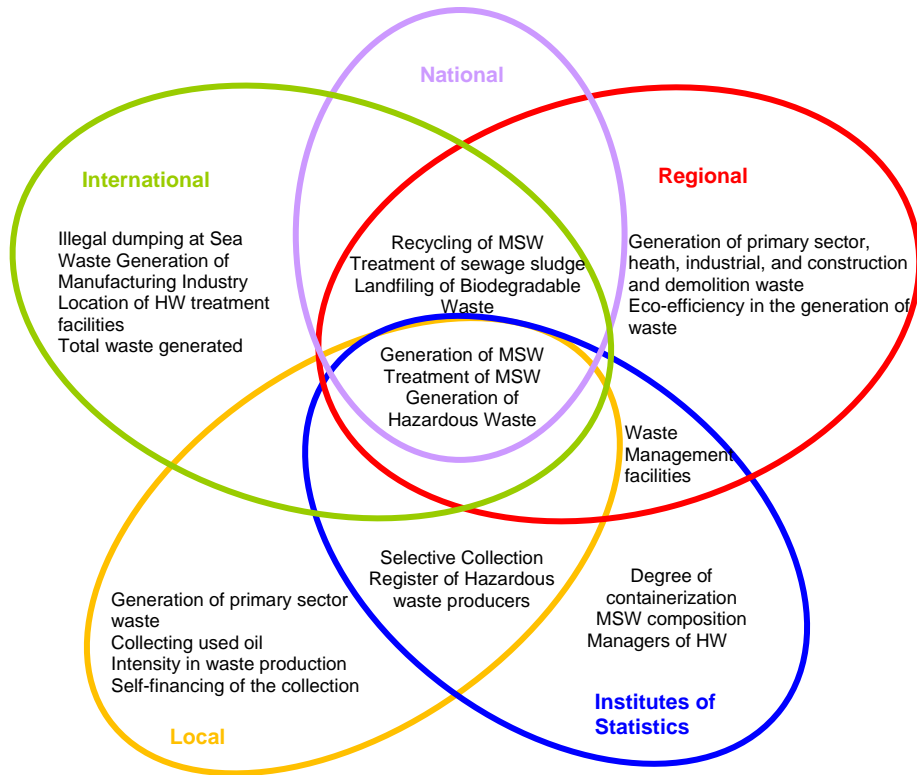 National
International
Regional
Illegal dumping at Sea
Waste Generation of
Manufacturing Industry
Location of HW treatment
facilities
Total waste generated
Recycling of MSW
Treatment of sewage sludge
Landfiling of Biodegradable
Waste
Generation of primary sector,
heath, industrial, and construction
and demolition waste
Eco-efficiency in the generation of
waste
Generation of MSW
Treatment of MSW
Generation of
Hazardous Waste
Waste
Management
facilities
Selective Collection
Register of Hazardous
waste producers
Generation of primary sector
waste
Collecting used oil
Intensity in waste production
Self-financing of the collection
Degree of
containerization
MSW composition
Managers of HW
Institutes of
Statistics
Local